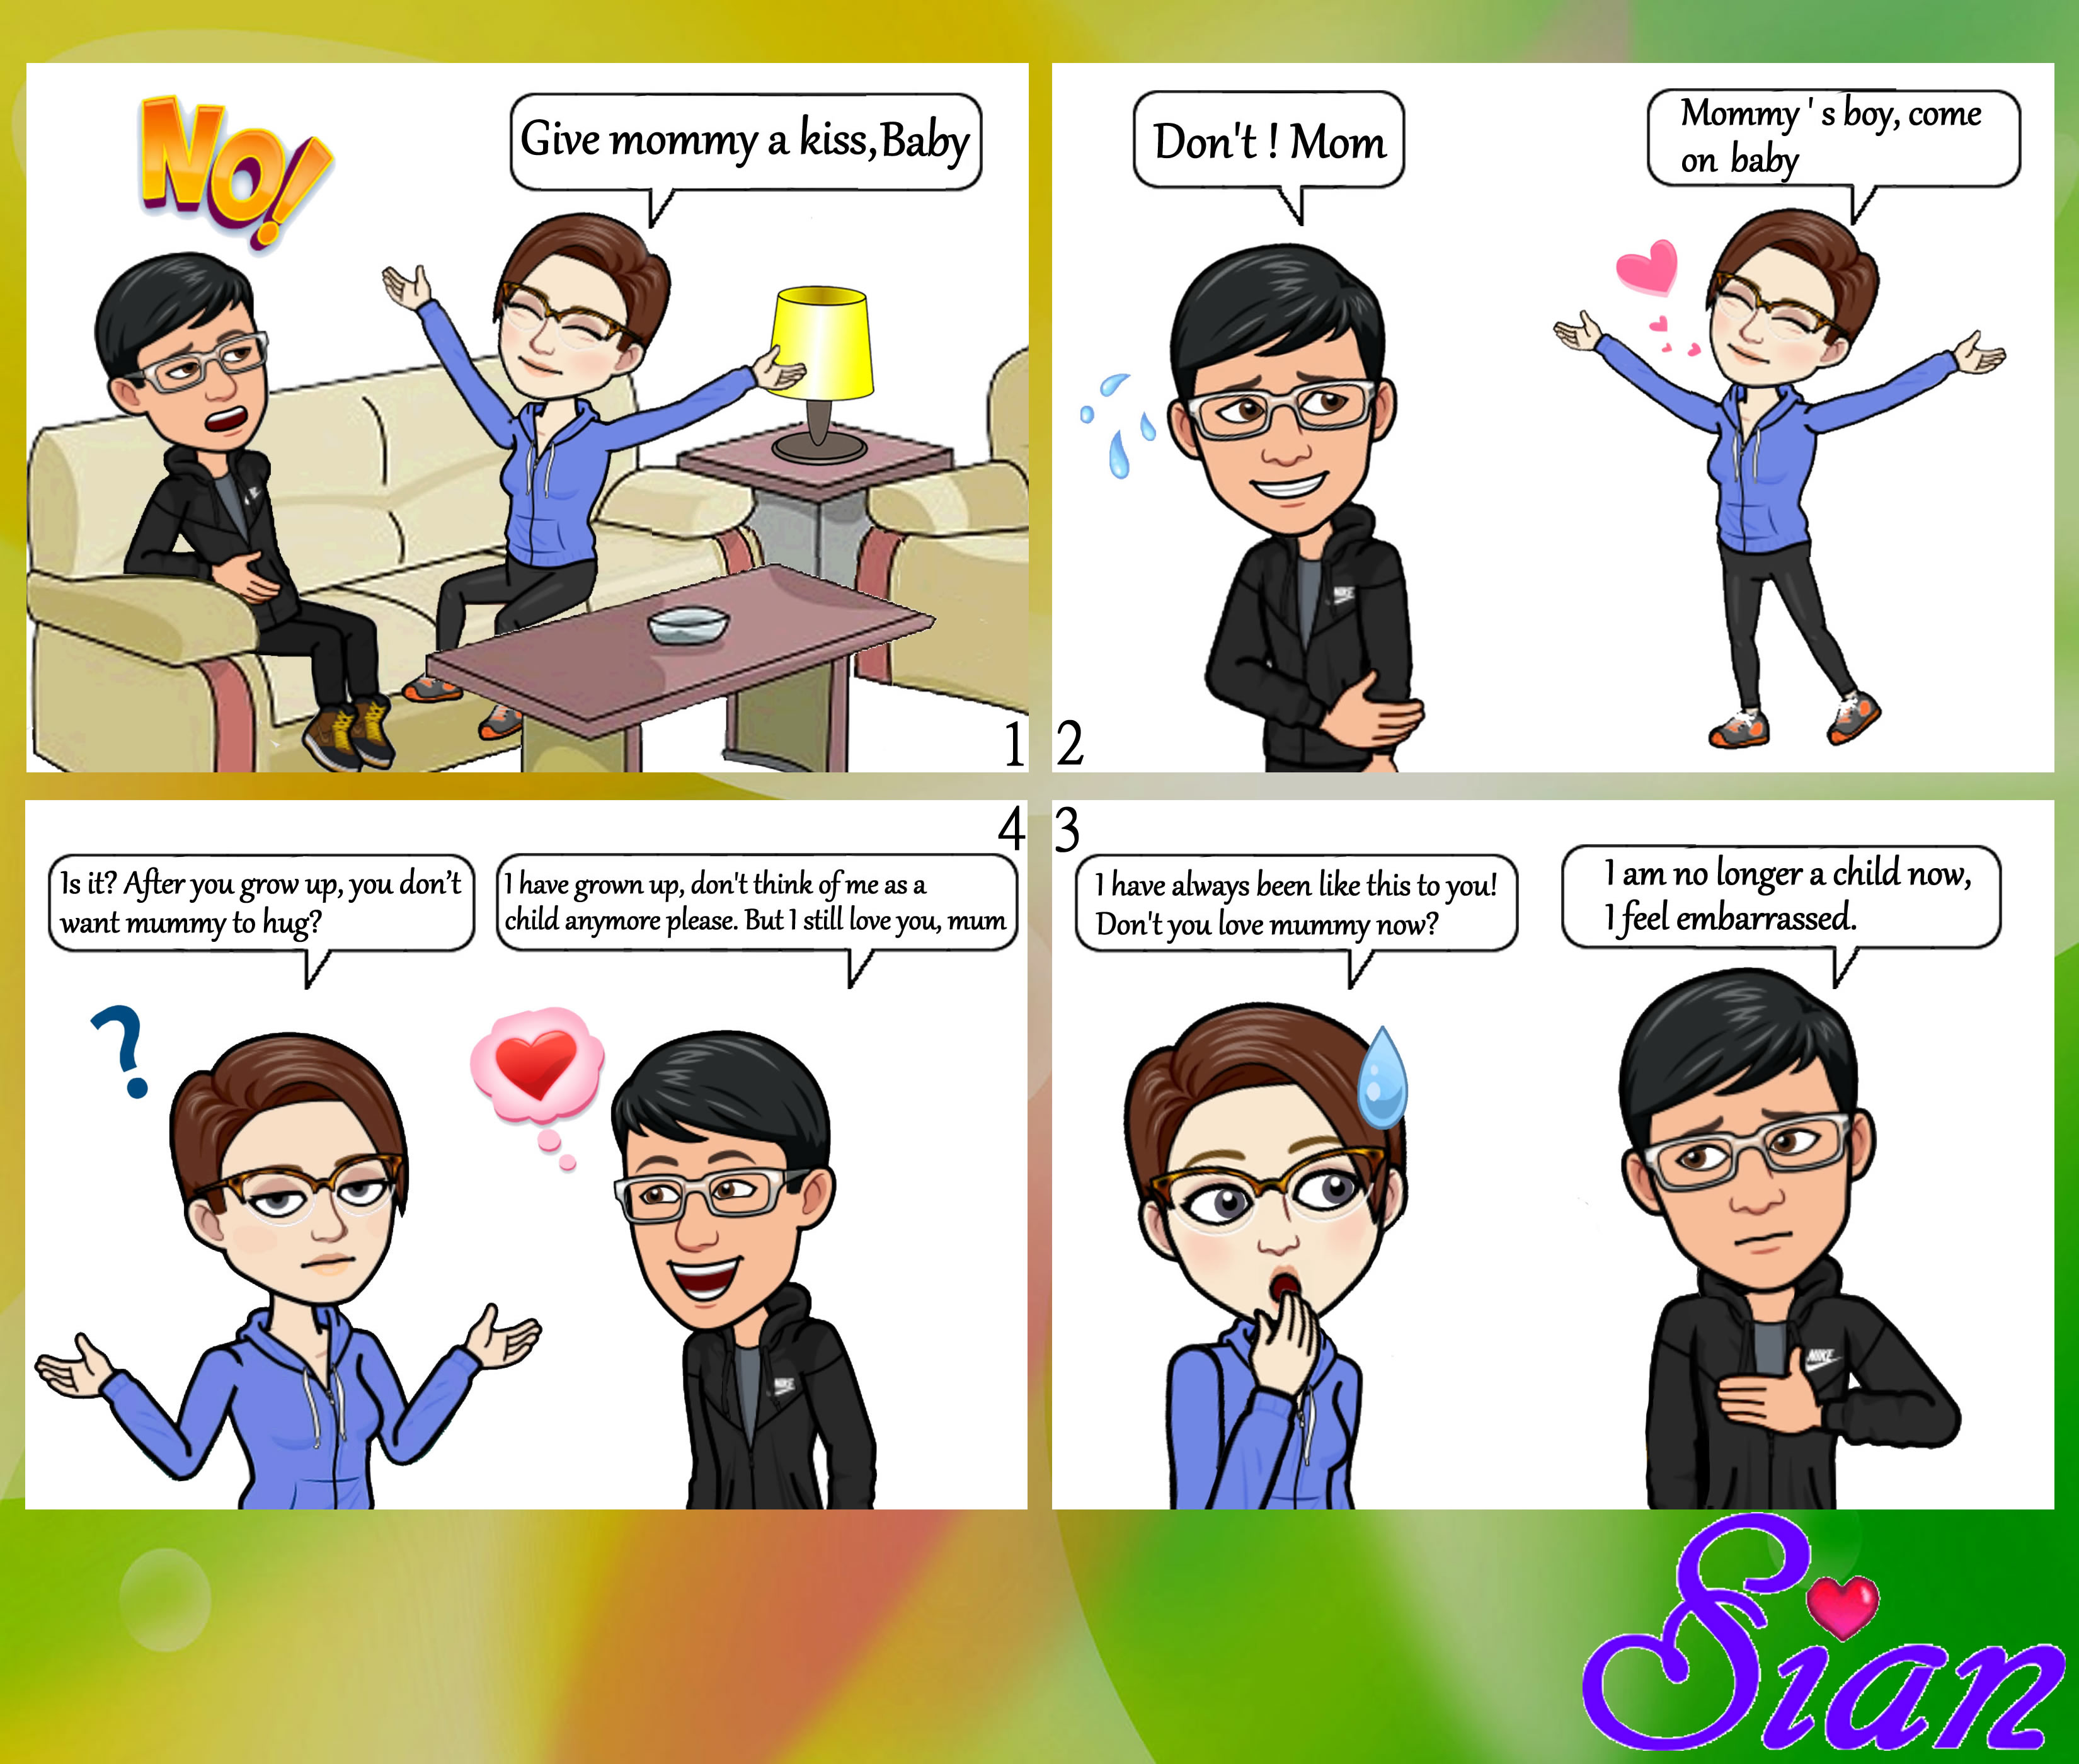 NO!
Give mommy a kiss, Baby
1
Don't ! Mom
Mommy ' s boy, come
on baby
NIKE
2
3
I have always been like this to you!
Don't you love mummy now?
I am no longer a child now,
I feel embarrassed.
NIKE
4
Is it? After you grow up, you don’t
want mummy to hug?
I have grown up, don't think of me as a
child anymore please. But I still love you, mum
?
NIKE
Sian